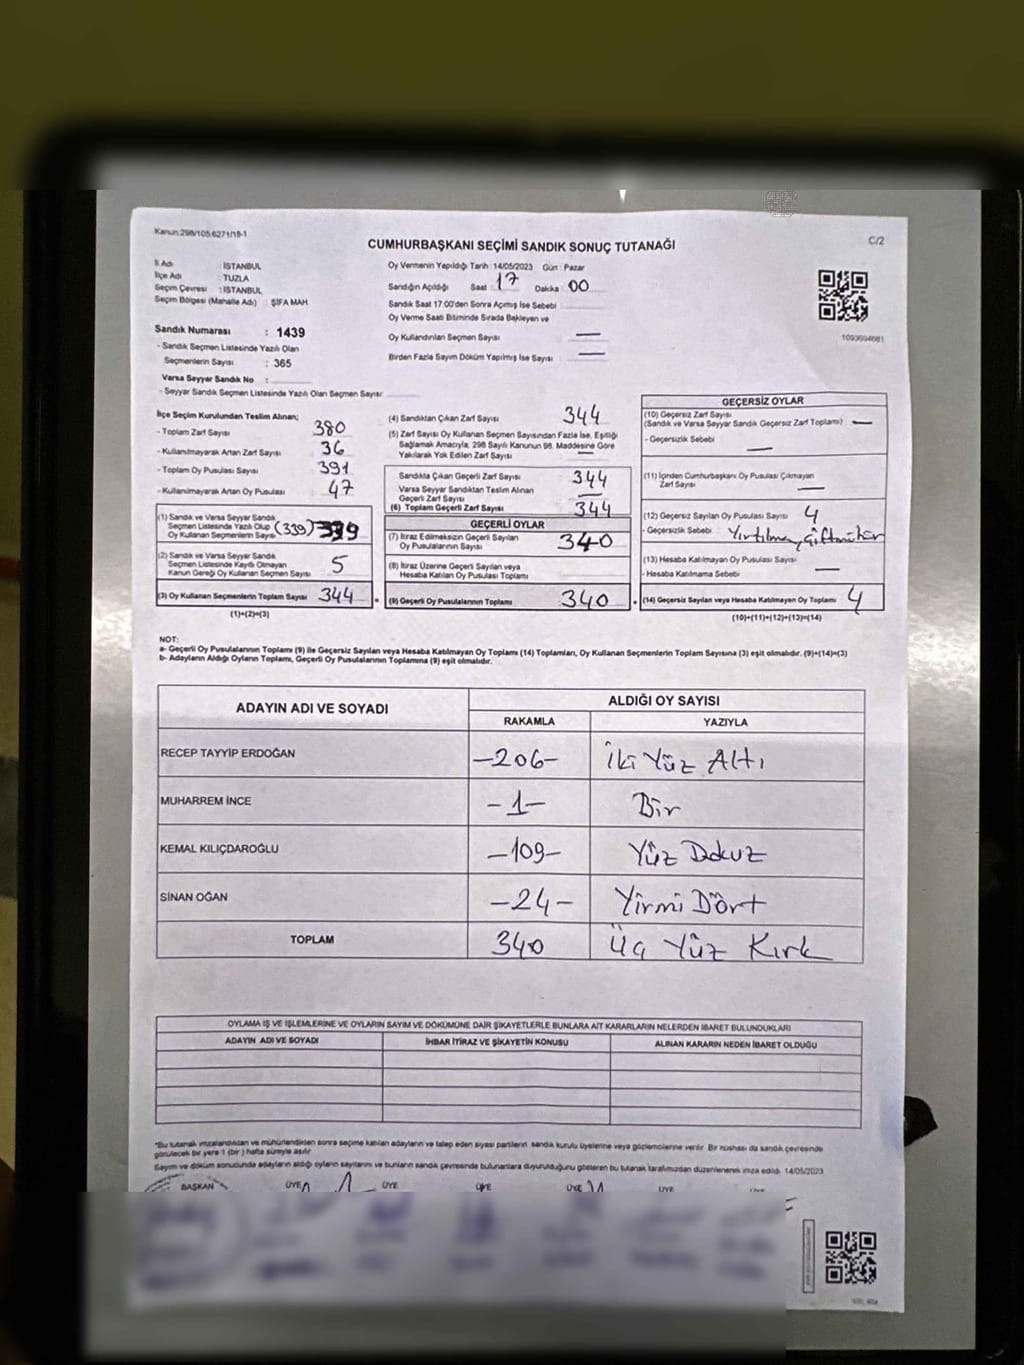 Kanun:298/105.6271/18-1
CUMHURBAŞKANI SEÇİMİ SANDIK SONUÇ TUTANAĞI
C/2
İl Adı : İSTANBUL
İlçe Adı : TUZLA
Seçim Çevresi : İSTANBUL
Seçim Bölgesi (Mahalle Adı) : ŞİFA MAH
Sandık Numarası : 1439
- Sandık Seçmen Listesinde Yazılı Olan
Seçmenlerin Sayısı : 365
Varsa Seyyar Sandık No :
- Seyyar Sandık Seçmen Listesinde Yazılı Olan Seçmen Sayısı :
Oy Vermenin Yapıldığı Tarih : 14/05/2023 Gün : Pazar
Sandığın Açıldığı Saat : 17 Dakika : 00
Sandık Saat 17:00'den Sonra Açılmış İse Sebebi
Oy Verme Saati Bitiminde Sırada Bekleyen ve
Oy Kullandırılan Seçmen Sayısı —
Birden Fazla Sayım Döküm Yapılmış İse Sayısı —
İlçe Seçim Kurulundan Teslim Alınan;
- Toplam Zarf Sayısı 380
- Kullanılmayarak Artan Zarf Sayısı 36
- Toplam Oy Pusulası Sayısı 391
- Kullanılmayarak Artan Oy Pusulası 47
(1) Sandık ve Varsa Seyyar Sandık
Seçmen Listesinde Yazılı Olup
Oy Kullanan Seçmenlerin Sayısı (339) 339
(2) Sandık ve Varsa Seyyar Sandık
Seçmen Listesinde Kayıtlı Olmayan
Kanun Gereği Oy Kullanan Seçmen Sayısı 5
(3) Oy Kullanan Seçmenlerin Toplam Sayısı 344
(1)+(2)=(3)
(4) Sandıktan Çıkan Zarf Sayısı 344
(5) Zarf Sayısı Oy Kullanan Seçmen Sayısından Fazla İse, Eşitliği
Sağlamak Amacıyla, 298 Sayılı Kanunun 98. Maddesine Göre
Yakılarak Yok Edilen Zarf Sayısı —
Sandıkta Çıkan Geçerli Zarf Sayısı 344
Varsa Seyyar Sandıktan Teslim Alınan
Geçerli Zarf Sayısı —
(6) Toplam Geçerli Zarf Sayısı 344
GEÇERLİ OYLAR
(7) İtiraz Edilmeksizin Geçerli Sayılan
Oy Pusulalarının Sayısı 340
(8) İtiraz Üzerine Geçerli Sayılan veya
Hesaba Katılan Oy Pusulası Toplamı
(9) Geçerli Oy Pusulalarının Toplamı 340
GEÇERSİZ OYLAR
(10) Geçersiz Zarf Sayısı
(Sandık ve Varsa Seyyar Sandık Geçersiz Zarf Toplamı) —
- Geçersizlik Sebebi
—
(11) İçinden Cumhurbaşkanı Oy Pusulası Çıkmayan
Zarf Sayısı —
(12) Geçersiz Sayılan Oy Pusulası Sayısı 4
- Geçersizlik Sebebi Yırtılma, Çift mühür
(13) Hesaba Katılmayan Oy Pusulası Sayısı —
- Hesaba Katılmama Sebebi
(14) Geçersiz Sayılan veya Hesaba Katılmayan Oy Toplamı 4
(10)+(11)+(12)+(13)=(14)
NOT:
a- Geçerli Oy Pusulalarının Toplamı (9) ile Geçersiz Sayılan veya Hesaba Katılmayan Oy Toplamı (14) Toplamları, Oy Kullanan Seçmenlerin Toplam Sayısına (3) eşit olmalıdır. (9)+(14)=(3)
b- Adayların Aldığı Oyların Toplamı, Geçerli Oy Pusulalarının Toplamına (9) eşit olmalıdır.
ADAYIN ADI VE SOYADI
ALDIĞI OY SAYISI
RAKAMLA YAZIYLA
RECEP TAYYİP ERDOĞAN -206- İki Yüz Altı
MUHARREM İNCE -1- Bir
KEMAL KILIÇDAROĞLU -109- Yüz Dokuz
SİNAN OĞAN -24- Yirmi Dört
TOPLAM 340 Üç Yüz Kırk
OYLAMA İŞ VE İŞLEMLERİNE VE OYLARIN SAYIM VE DÖKÜMÜNE DAİR ŞİKAYETLERLE BUNLARA AİT KARARLARIN NELERDEN İBARET BULUNDUKLARI
ADAYIN ADI VE SOYADI İHBAR İTİRAZ VE ŞİKAYETİN KONUSU ALINAN KARARIN NEDEN İBARET OLDUĞU
*Bu tutanak imzalandıktan ve mühürlendikten sonra seçime katılan adayların ve talep eden siyasi partilerin sandık kurulu üyelerine veya gözlemcilerine verilir. Bir nüshası da sandık çevresinde
görülecek bir yere 1 (bir) hafta süreyle asılır
Sayım ve döküm sonucunda adayların aldığı oyların sayılarını ve bunların sandık çevresinde bulunanlara duyurulduğunu gösteren bu tutanak tarafımızdan düzenlenerek imza edildi. 14/05/2023
BAŞKAN ÜYE ÜYE ÜYE ÜYE ÜYE